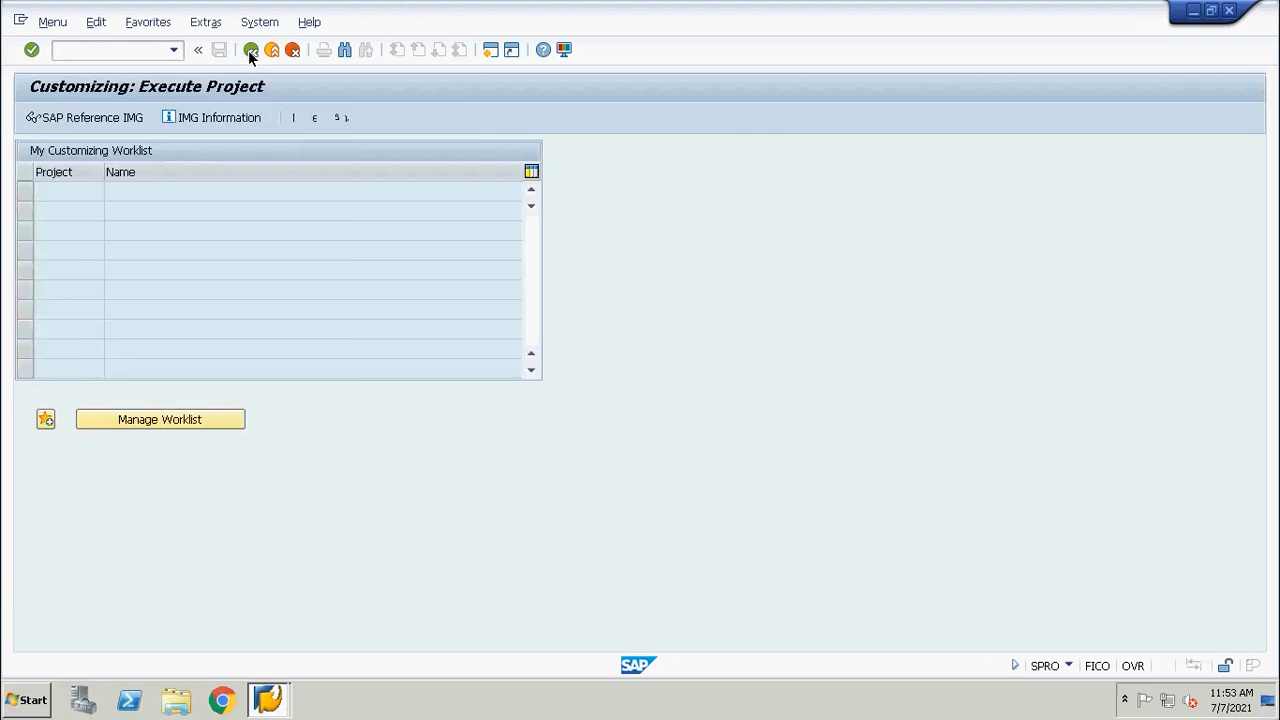 Menu Edit Favorites Extras System Help
Customizing: Execute Project
SAP Reference IMG IMG Information
My Customizing Worklist
Project Name
Manage Worklist
SAP SPRO FICO OVR
Start 11:53 AM
7/7/2021